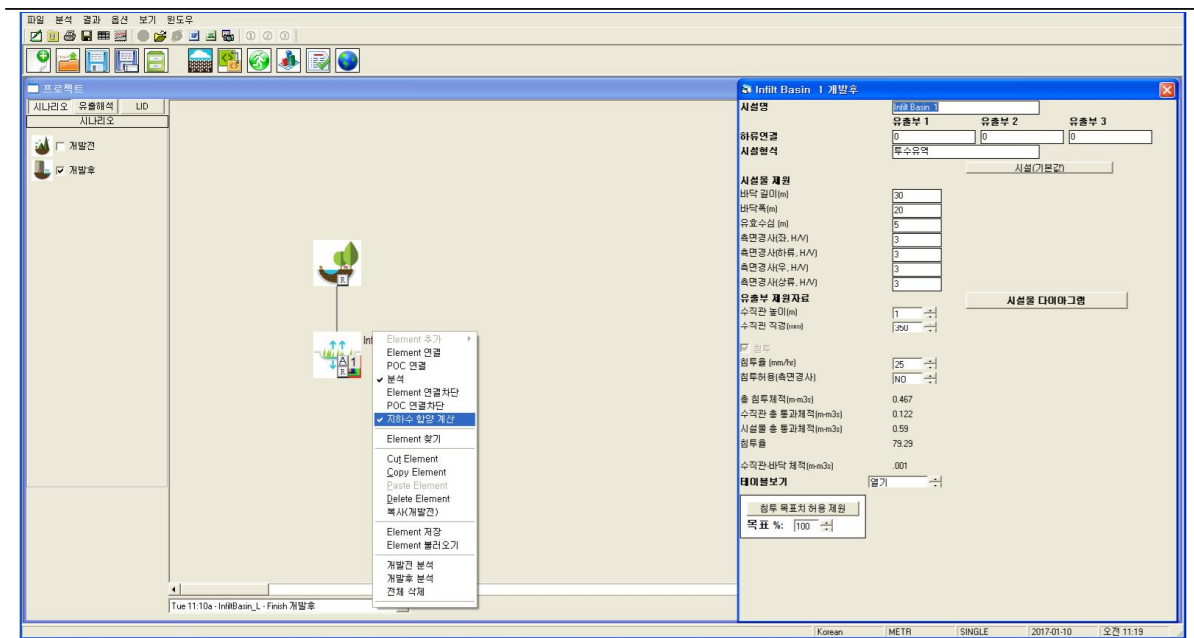 파일 분석 결과 옵션 보기 윈도우
프로젝트
시나리오 유출해석 LID
시나리오
개발전
개발후
R
Inf
A 1
R
Element 추가
Element 연결
POC 연결
분석
Element 연결차단
POC 연결차단
지하수 함양 계산
Element 찾기
Cut Element
Copy Element
Paste Element
Delete Element
복사(개발전)
Element 저장
Element 불러오기
개발전 분석
개발후 분석
전체 삭제
Tue 11:10a - InfiltBasin_L - Finish 개발후
Infilt Basin 1 개발후
시설명 Infilt Basin 1
유출부 1 유출부 2 유출부 3
하류연결 0 0 0
시설형식 투수유역
시설(기본값)
시설물 제원
바닥 길이(m) 30
바닥폭(m) 20
유효수심 (m) 5
측면경사(좌, H/V) 3
측면경사(하류, H/V) 3
측면경사(우, H/V) 3
측면경사(상류, H/V) 3
유출부 제원자료 시설물 다이아그램
수직관 높이(m) 1
수직관 직경(mm) 350
침투
침투율 (mm/hr) 25
침투허용(측면경사) NO
총 침투체적(m-m3s) 0.467
수직관 총 통과체적(m-m3s) 0.122
시설물 총 통과체적(m-m3s) 0.59
침투율 79.29
수직관-바닥 체적(m-m3s) .001
테이블보기 열기
침투 목표치 허용 제원
목표 %: 100
Korean METR SINGLE 2017-01-10 오전 11:19